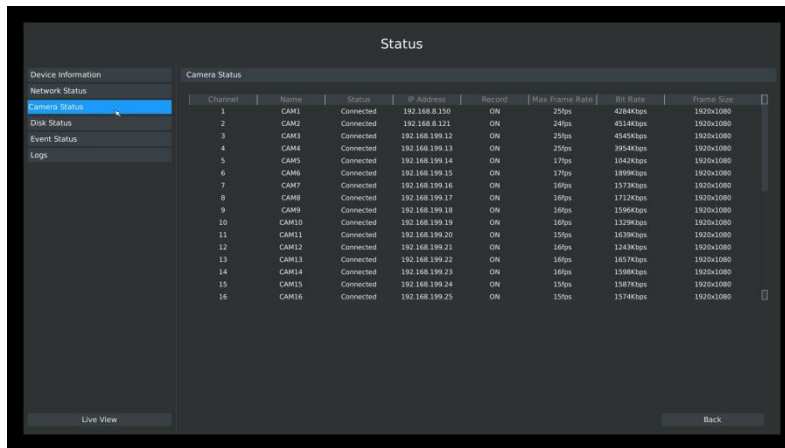 Status
Device Information
Network Status
Camera Status
Disk Status
Event Status
Logs
Camera Status
Channel Name Status IP Address Record Max Frame Rate Bit Rate Frame Size
1 CAM1 Connected 192.168.8.150 ON 25fps 4284Kbps 1920x1080
2 CAM2 Connected 192.168.8.121 ON 24fps 4514Kbps 1920x1080
3 CAM3 Connected 192.168.199.12 ON 25fps 4545Kbps 1920x1080
4 CAM4 Connected 192.168.199.13 ON 25fps 3954Kbps 1920x1080
5 CAM5 Connected 192.168.199.14 ON 17fps 1042Kbps 1920x1080
6 CAM6 Connected 192.168.199.15 ON 17fps 1899Kbps 1920x1080
7 CAM7 Connected 192.168.199.16 ON 16fps 1573Kbps 1920x1080
8 CAM8 Connected 192.168.199.17 ON 16fps 1712Kbps 1920x1080
9 CAM9 Connected 192.168.199.18 ON 16fps 1596Kbps 1920x1080
10 CAM10 Connected 192.168.199.19 ON 16fps 1329Kbps 1920x1080
11 CAM11 Connected 192.168.199.20 ON 15fps 1639Kbps 1920x1080
12 CAM12 Connected 192.168.199.21 ON 16fps 1243Kbps 1920x1080
13 CAM13 Connected 192.168.199.22 ON 16fps 1657Kbps 1920x1080
14 CAM14 Connected 192.168.199.23 ON 16fps 1598Kbps 1920x1080
15 CAM15 Connected 192.168.199.24 ON 15fps 1587Kbps 1920x1080
16 CAM16 Connected 192.168.199.25 ON 15fps 1574Kbps 1920x1080
Live View
Back